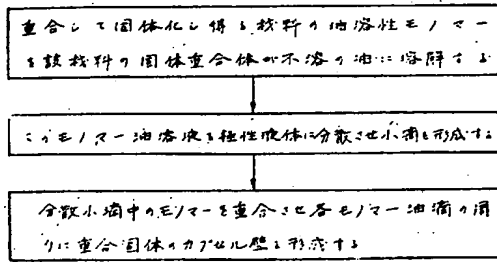 重合して固体化し得る材料の油溶性モノマー
を該材料の固体重合体が不溶の油に溶解する
このモノマー油溶液を極性液体に分散させ小滴を形成する
分散小滴中のモノマーを重合させ各モノマー油滴の周
りに重合固体のカプセル壁を形成する